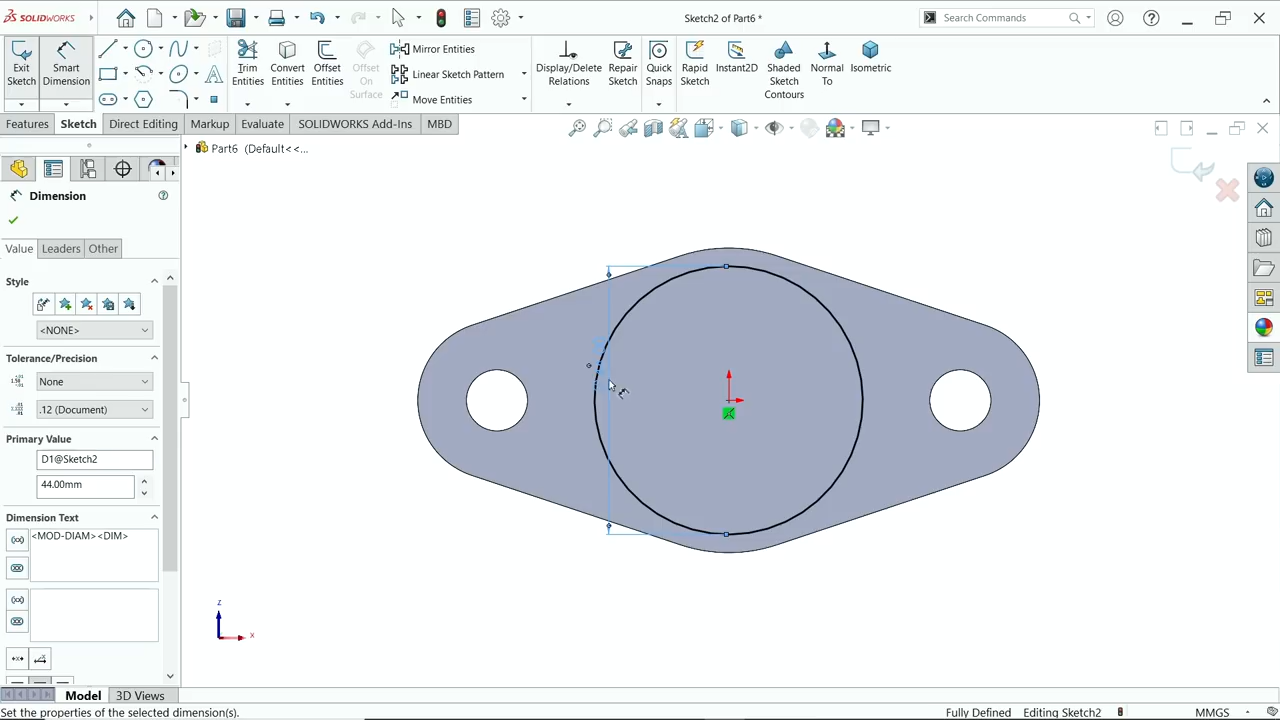 SOLIDWORKS
Sketch2 of Part6 *
Search Commands
Exit Sketch
Smart Dimension
Trim Entities
Convert Entities
Offset Entities
Offset On Surface
Mirror Entities
Linear Sketch Pattern
Move Entities
Display/Delete Relations
Repair Sketch
Quick Snaps
Rapid Sketch
Instant2D
Shaded Sketch Contours
Normal To
Isometric
Features
Sketch
Direct Editing
Markup
Evaluate
SOLIDWORKS Add-Ins
MBD
Part6 (Default<<...
Dimension
Value
Leaders
Other
Style
<NONE>
Tolerance/Precision
None
.12 (Document)
Primary Value
D1@Sketch2
44.00mm
Dimension Text
<MOD-DIAM><DIM>
z
x
Model
3D Views
Set the properties of the selected dimension(s).
Fully Defined
Editing Sketch2
MMGS